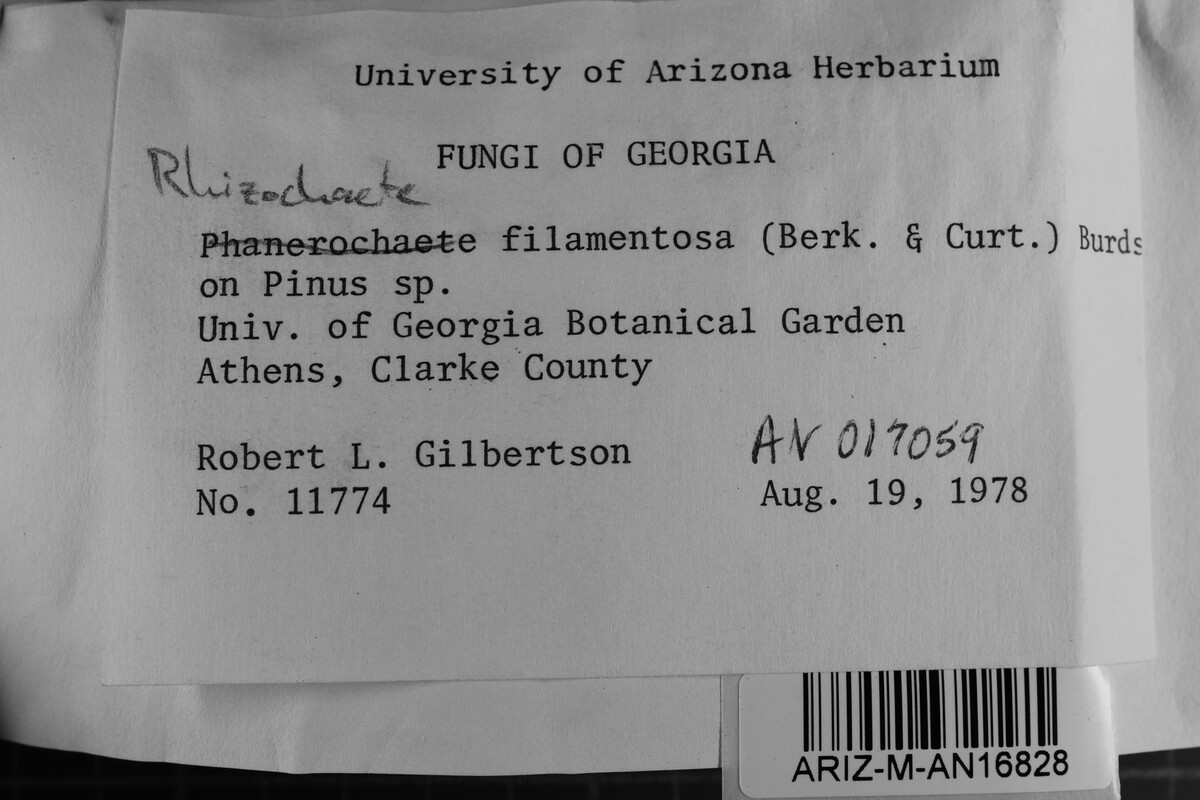 University of Arizona Herbarium
FUNGI OF GEORGIA
Rhizochaete
Phanerochaete filamentosa (Berk. & Curt.) Burds
on Pinus sp.
Univ. of Georgia Botanical Garden
Athens, Clarke County
Robert L. Gilbertson
AN 017059
No. 11774
Aug. 19, 1978
ARIZ-M-AN16828